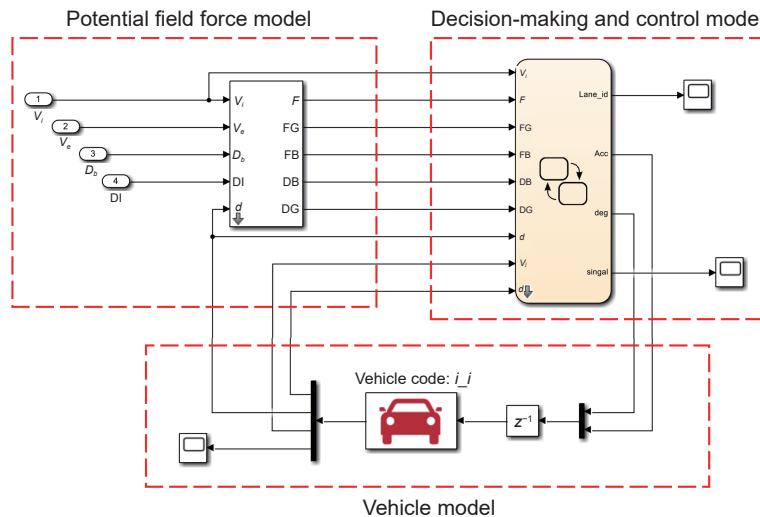 Potential field force model
Decision-making and control mode
1
V_i
2
V_e
3
D_b
4
DI
V_i
V_e
D_b
DI
d
F
FG
FB
DB
DG
V_i
F
FG
FB
DB
DG
d
V_i
d
Lane_id
Acc
deg
singal
Vehicle code: i_i
z⁻¹
Vehicle model